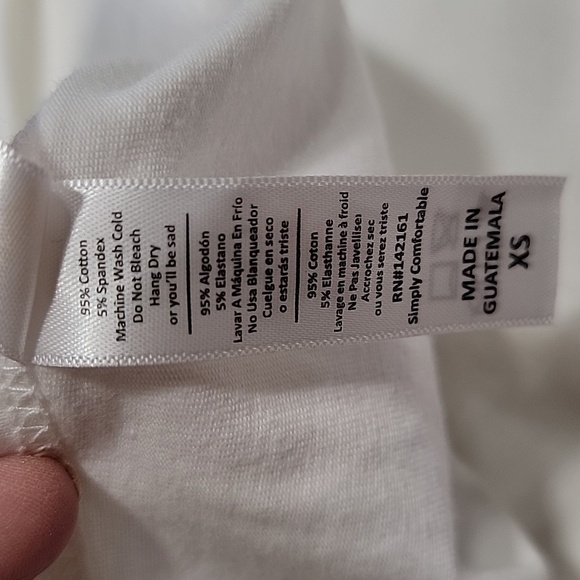 95% Cotton
5% Spandex
Machine Wash Cold
Do Not Bleach
Hang Dry
or you'll be sad
95% Algodón
5% Elastano
Lavar A Máquina En Frío
No Usa Blanqueador
Cuelgue en seco
o estarás triste
95% Coton
5% Elasthanne
Lavage en machine à froid
Ne Pas Javelliser
Accrochez sec
ou vous serez triste
RN#142161
Simply Comfortable
MADE IN
GUATEMALA
XS